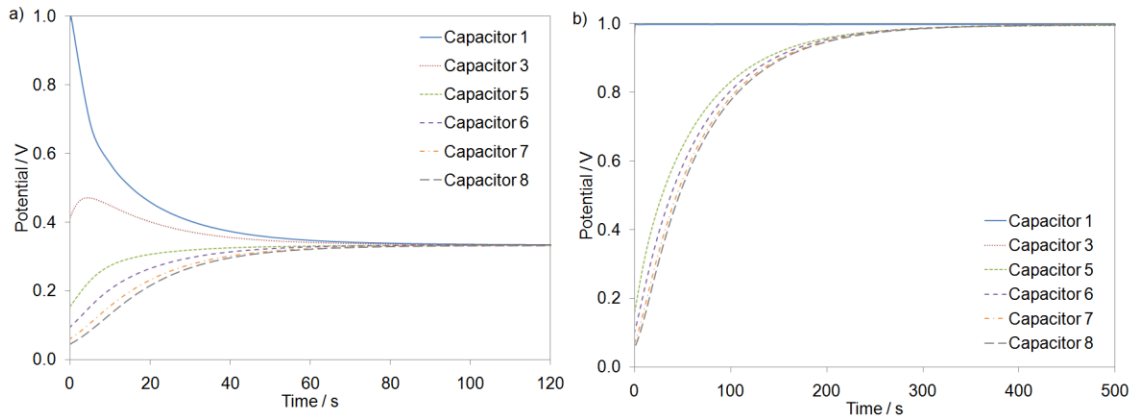 a)
1.0
0.8
0.6
0.4
0.2
0.0
Potential / V
0
20
40
60
80
100
120
Time / s
Capacitor 1
Capacitor 3
Capacitor 5
Capacitor 6
Capacitor 7
Capacitor 8
b)
1.0
0.8
0.6
0.4
0.2
0.0
Potential / V
0
100
200
300
400
500
Time / s
Capacitor 1
Capacitor 3
Capacitor 5
Capacitor 6
Capacitor 7
Capacitor 8